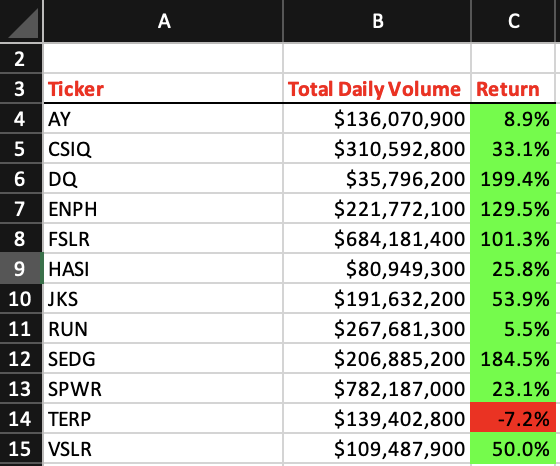 A B C
2
3 Ticker Total Daily Volume Return
4 AY $136,070,900 8.9%
5 CSIQ $310,592,800 33.1%
6 DQ $35,796,200 199.4%
7 ENPH $221,772,100 129.5%
8 FSLR $684,181,400 101.3%
9 HASI $80,949,300 25.8%
10 JKS $191,632,200 53.9%
11 RUN $267,681,300 5.5%
12 SEDG $206,885,200 184.5%
13 SPWR $782,187,000 23.1%
14 TERP $139,402,800 -7.2%
15 VSLR $109,487,900 50.0%